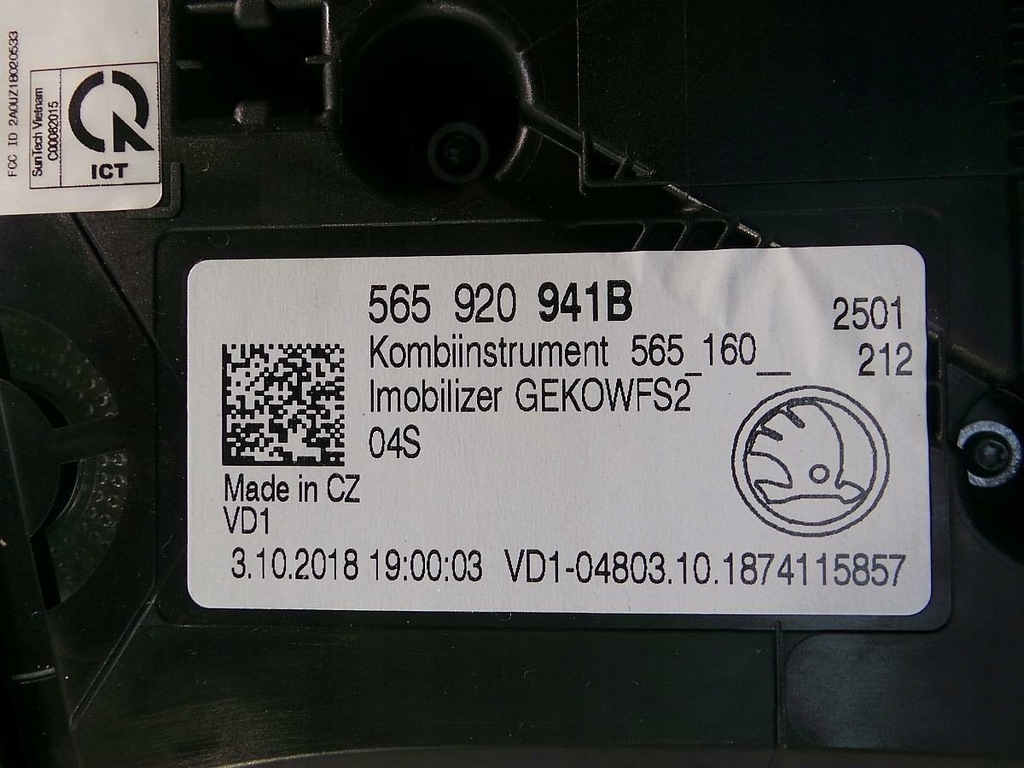 FCC ID 2AOUZ18020533
SunTech Vietnam
C00082015
ICT
565 920 941B
2501
Kombiinstrument 565_160__
212
Imobilizer GEKOWFS2
04S
Made in CZ
VD1
3.10.2018 19:00:03 VD1-04803.10.1874115857